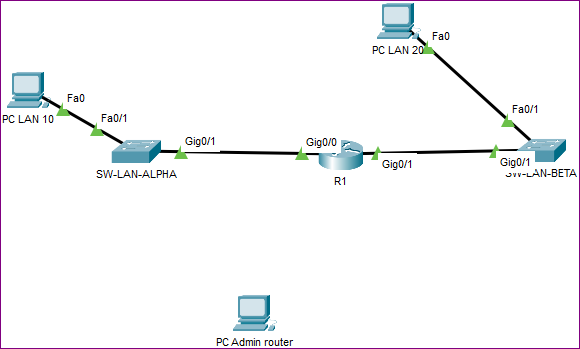 PC LAN 20
Fa0
PC LAN 10
Fa0
Fa0/1
SW-LAN-ALPHA
Gig0/1
Gig0/0
R1
Gig0/1
Gig0/1
Fa0/1
SW-LAN-BETA
PC Admin router